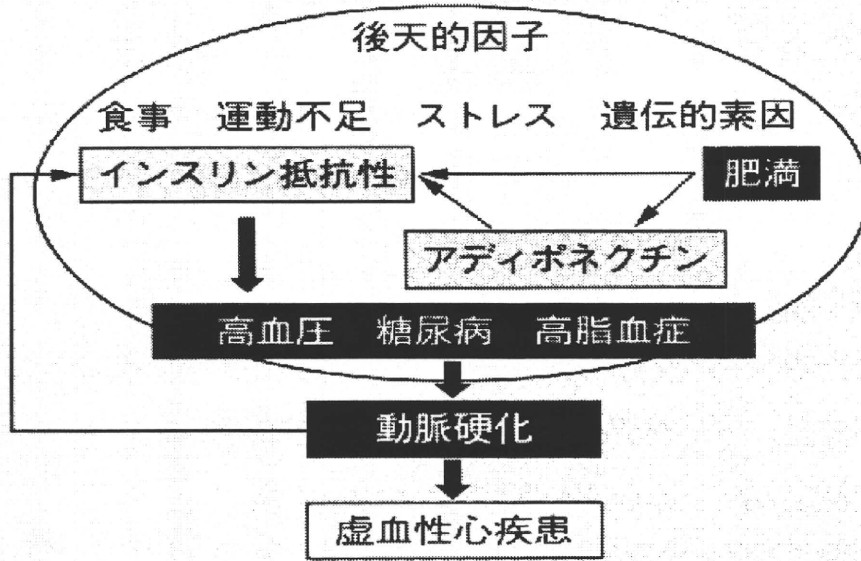 後天的因子
食事 運動不足 ストレス 遺伝的素因
インスリン抵抗性 肥満
アディポネクチン
高血圧 糖尿病 高脂血症
動脈硬化
虚血性心疾患